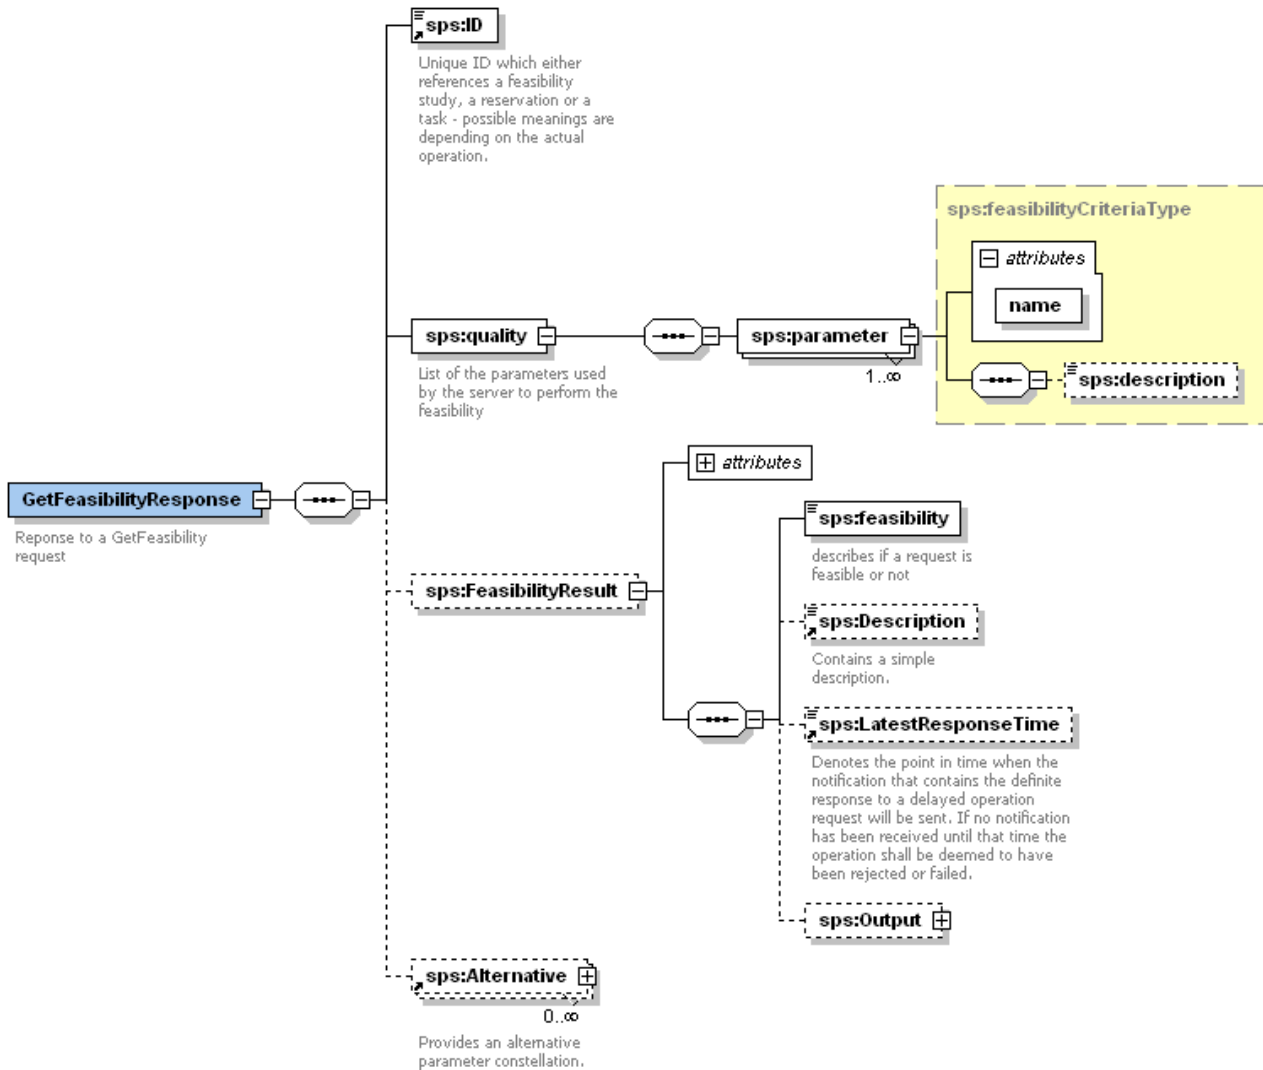 sps:ID
Unique ID which either
references a feasibility
study, a reservation or a
task - possible meanings are
depending on the actual
operation.
sps:feasibilityCriteriaType
attributes
name
sps:quality
sps:parameter
1..∞
sps:description
List of the parameters used
by the server to perform the
feasibility
attributes
GetFeasibilityResponse
Reponse to a GetFeasibility
request
sps:feasibility
describes if a request is
feasible or not
sps:FeasibilityResult
sps:Description
Contains a simple
description.
sps:LatestResponseTime
Denotes the point in time when the
notification that contains the definite
response to a delayed operation
request will be sent. If no notification
has been received until that time the
operation shall be deemed to have
been rejected or failed.
sps:Output
sps:Alternative
0..∞
Provides an alternative
parameter constellation.